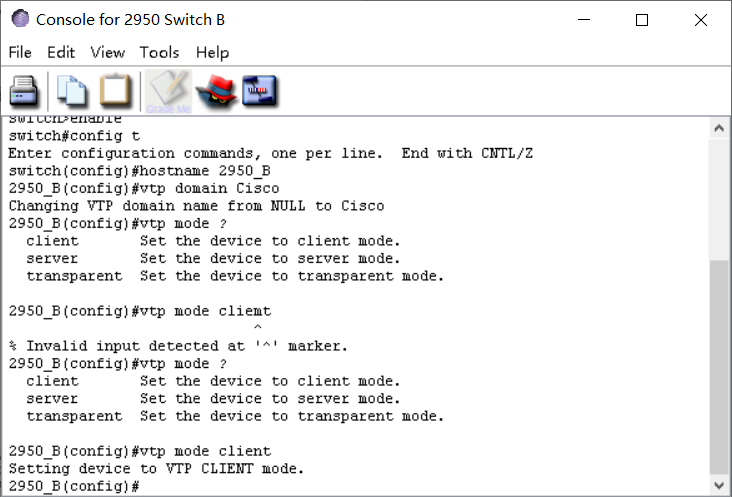 Console for 2950 Switch B
File Edit View Tools Help
Grade Me
switch>enable
switch#config t
Enter configuration commands, one per line.  End with CNTL/Z
switch(config)#hostname 2950_B
2950_B(config)#vtp domain Cisco
Changing VTP domain name from NULL to Cisco
2950_B(config)#vtp mode ?
  client       Set the device to client mode.
  server       Set the device to server mode.
  transparent  Set the device to transparent mode.
2950_B(config)#vtp mode cliemt
                             ^
% Invalid input detected at '^' marker.
2950_B(config)#vtp mode ?
  client       Set the device to client mode.
  server       Set the device to server mode.
  transparent  Set the device to transparent mode.
2950_B(config)#vtp mode client
Setting device to VTP CLIENT mode.
2950_B(config)#